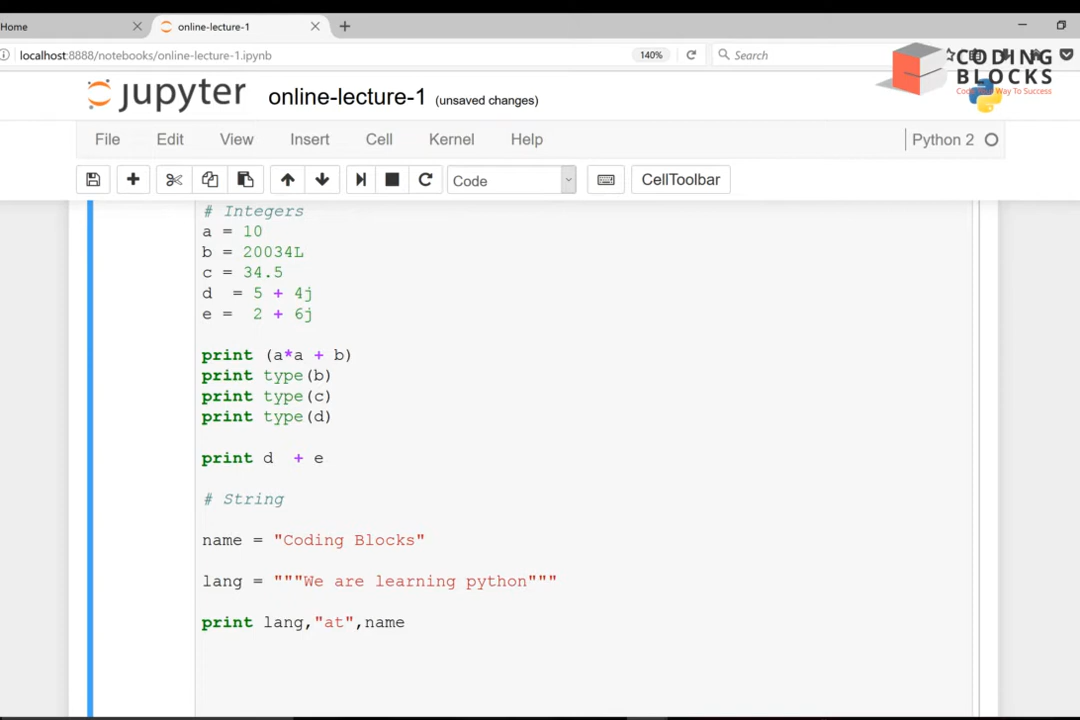 Home
online-lecture-1
localhost:8888/notebooks/online-lecture-1.ipynb
140%
Search
CODING
BLOCKS
jupyter
online-lecture-1 (unsaved changes)
File Edit View Insert Cell Kernel Help
Python 2
Code
CellToolbar
# Integers
a = 10
b = 20034L
c = 34.5
d  = 5 + 4j
e =  2 + 6j
print (a*a + b)
print type(b)
print type(c)
print type(d)
print d  + e
# String
name = "Coding Blocks"
lang = """We are learning python"""
print lang,"at",name